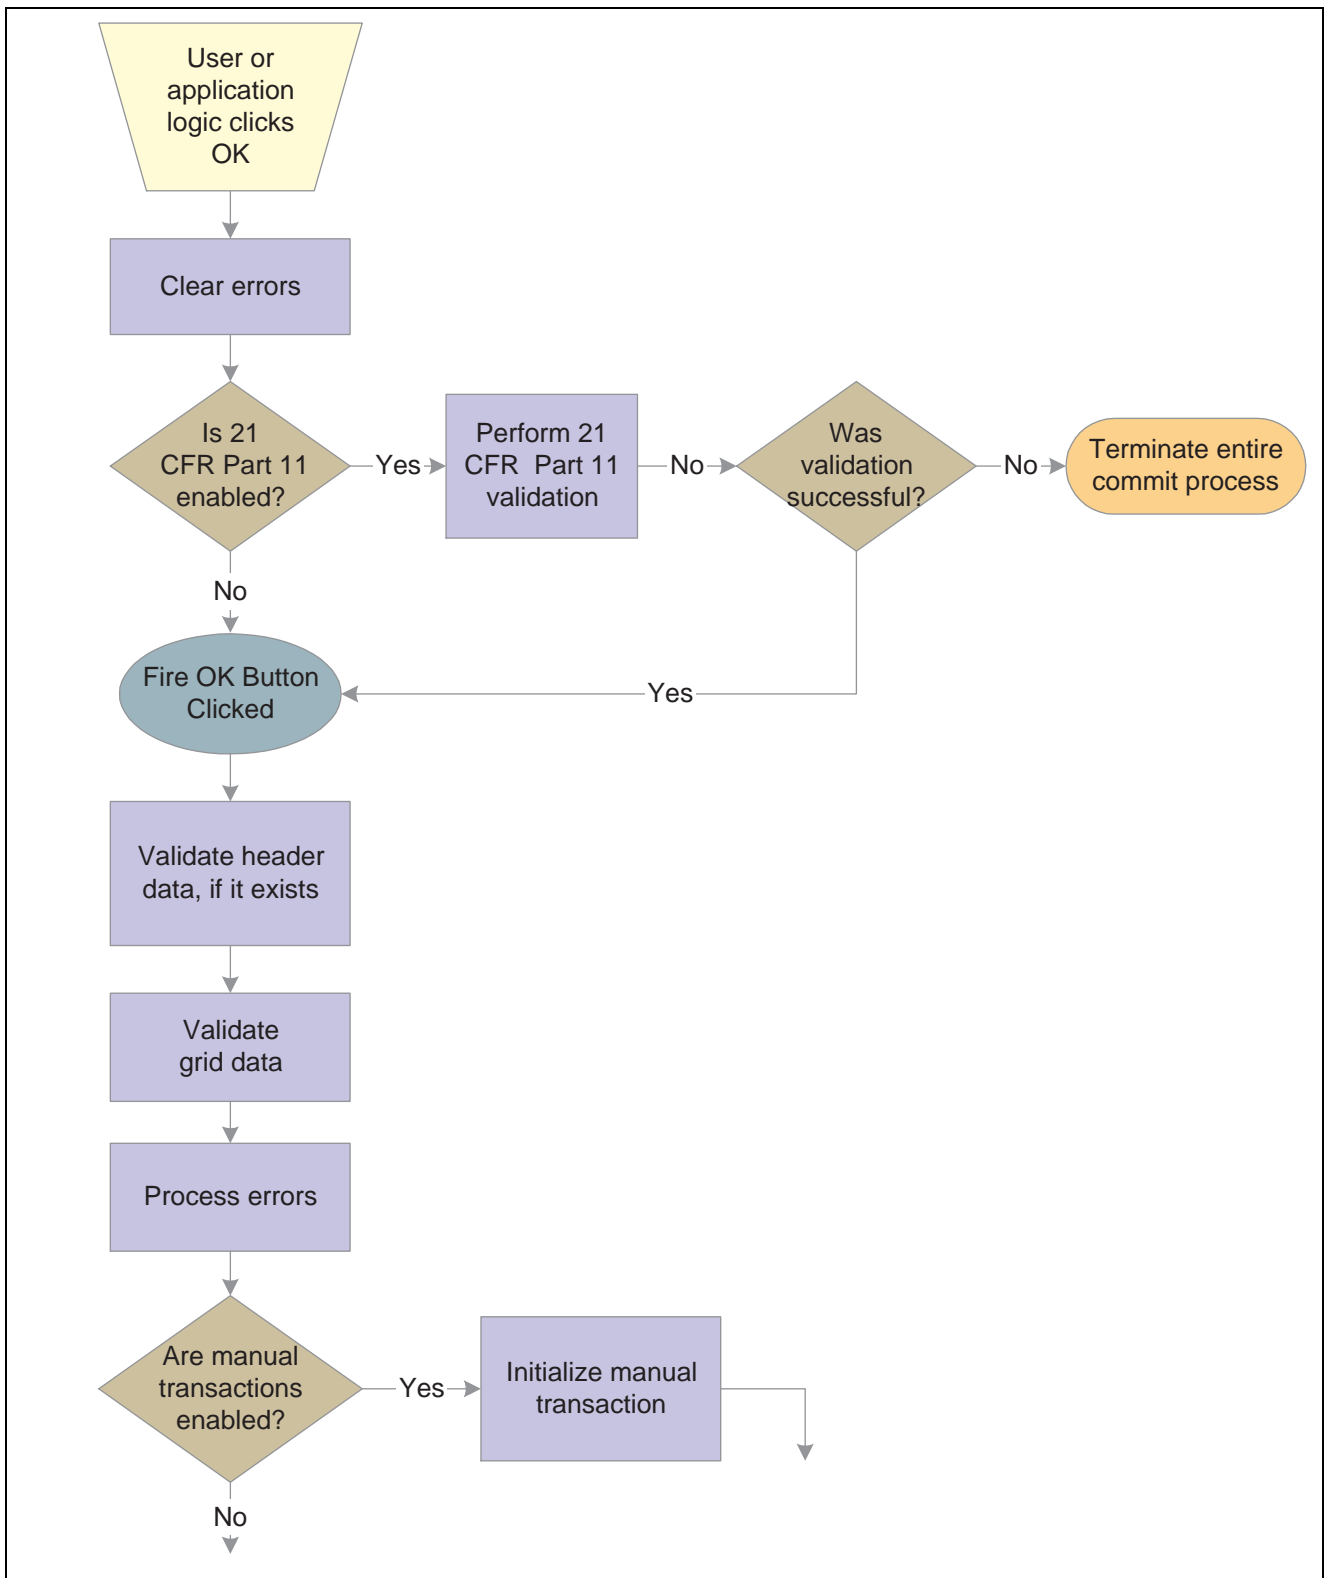 User or
application
logic clicks
OK
Clear errors
Is 21
CFR Part 11
enabled?
Yes
Perform 21
CFR  Part 11
validation
No
Was
validation
successful?
No
Terminate entire
commit process
No
Fire OK Button
Clicked
Yes
Validate header
data, if it exists
Validate
grid data
Process errors
Are manual
transactions
enabled?
Yes
Initialize manual
transaction
No